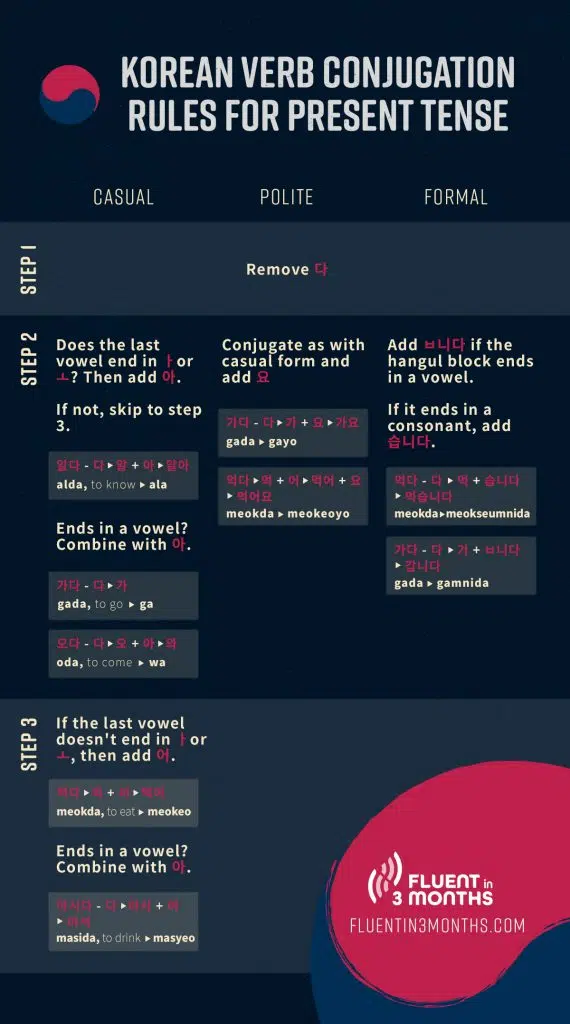 KOREAN VERB CONJUGATION
RULES FOR PRESENT TENSE
CASUAL
POLITE
FORMAL
STEP 1
Remove 다
STEP 2
Does the last
vowel end in ㅏor
ㅗ? Then add 아.
If not, skip to step
3.
- 다▸알 + 아▸알아
alda, to know ▸ ala
Ends in a vowel?
Combine with 아.
가다 - 다▸가
gada, to go ▸ ga
오다 - 다▸오 + 아▸와
oda, to come ▸ wa
Conjugate as with
casual form and
add 요
가다 - 다▸가 + 요▸가요
gada ▸ gayo
먹다▸먹 + 어▸먹어 + 요
▸ 먹어요
meokda ▸ meokeoyo
Add ㅂ니다 if the
hangul block ends
in a vowel.
If it ends in a
consonant, add
습니다.
먹다 - 다 ▸ 먹 + 습니다
▸ 먹습니다
meokda▸meokseumnida
가다 - 다 ▸ 가 + ㅂ니다
▸ 갑니다
gada ▸ gamnida
STEP 3
If the last vowel
doesn't end in ㅏor
ㅗ, then add 어.
먹다▸먹 + 어▸먹어
meokda, to eat ▸ meokeo
Ends in a vowel?
Combine with 아.
마시다 - 다 ▸마시 + 어
▸ 마셔
masida, to drink ▸masyeo
FLUENT in
3 MONTHS
FLUENTIN3MONTHS.COM